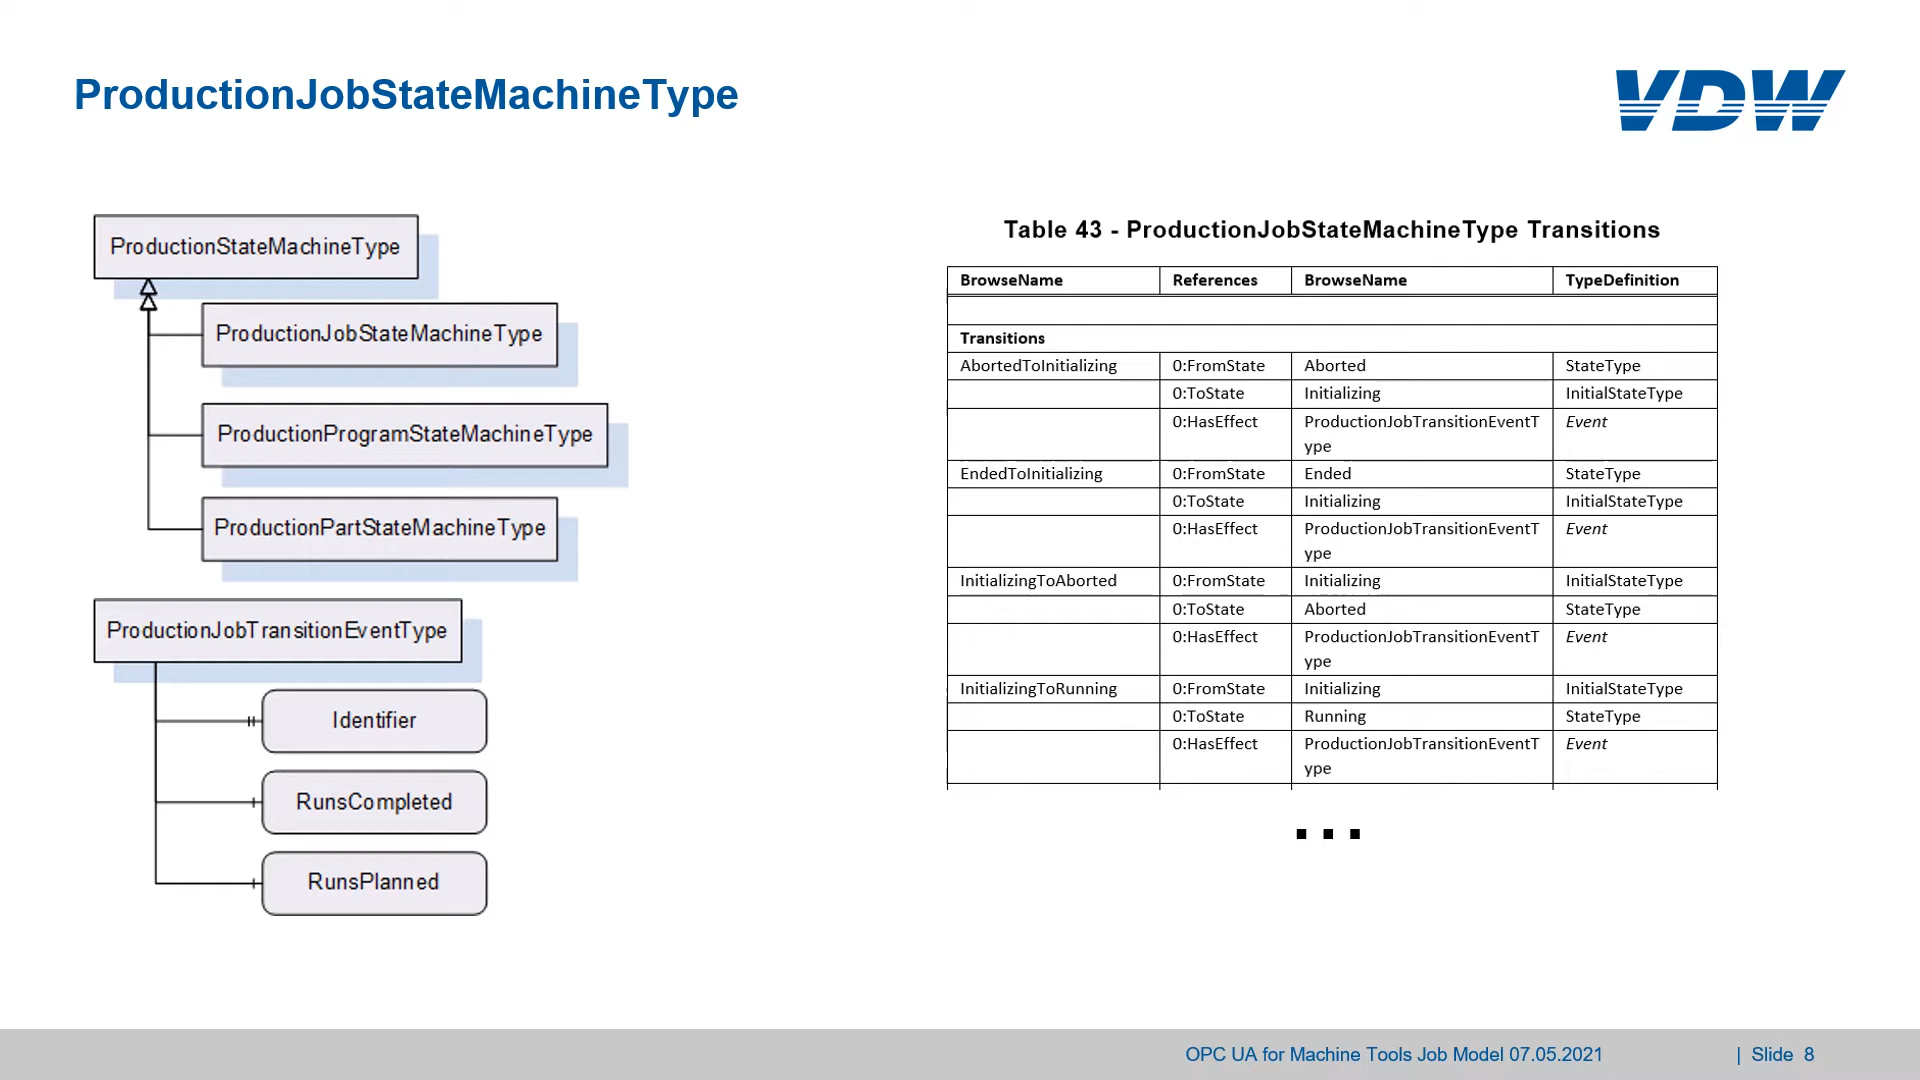 ProductionJobStateMachineType
VDW
ProductionStateMachineType
ProductionJobStateMachineType
ProductionProgramStateMachineType
ProductionPartStateMachineType
ProductionJobTransitionEventType
Identifier
RunsCompleted
RunsPlanned
Table 43 - ProductionJobStateMachineType Transitions
BrowseName References BrowseName TypeDefinition
Transitions
AbortedToInitializing 0:FromState Aborted StateType
0:ToState Initializing InitialStateType
0:HasEffect ProductionJobTransitionEventT Event
ype
EndedToInitializing 0:FromState Ended StateType
0:ToState Initializing InitialStateType
0:HasEffect ProductionJobTransitionEventT Event
ype
InitializingToAborted 0:FromState Initializing InitialStateType
0:ToState Aborted StateType
0:HasEffect ProductionJobTransitionEventT Event
ype
InitializingToRunning 0:FromState Initializing InitialStateType
0:ToState Running StateType
0:HasEffect ProductionJobTransitionEventT Event
ype
...
OPC UA for Machine Tools Job Model 07.05.2021 | Slide 8